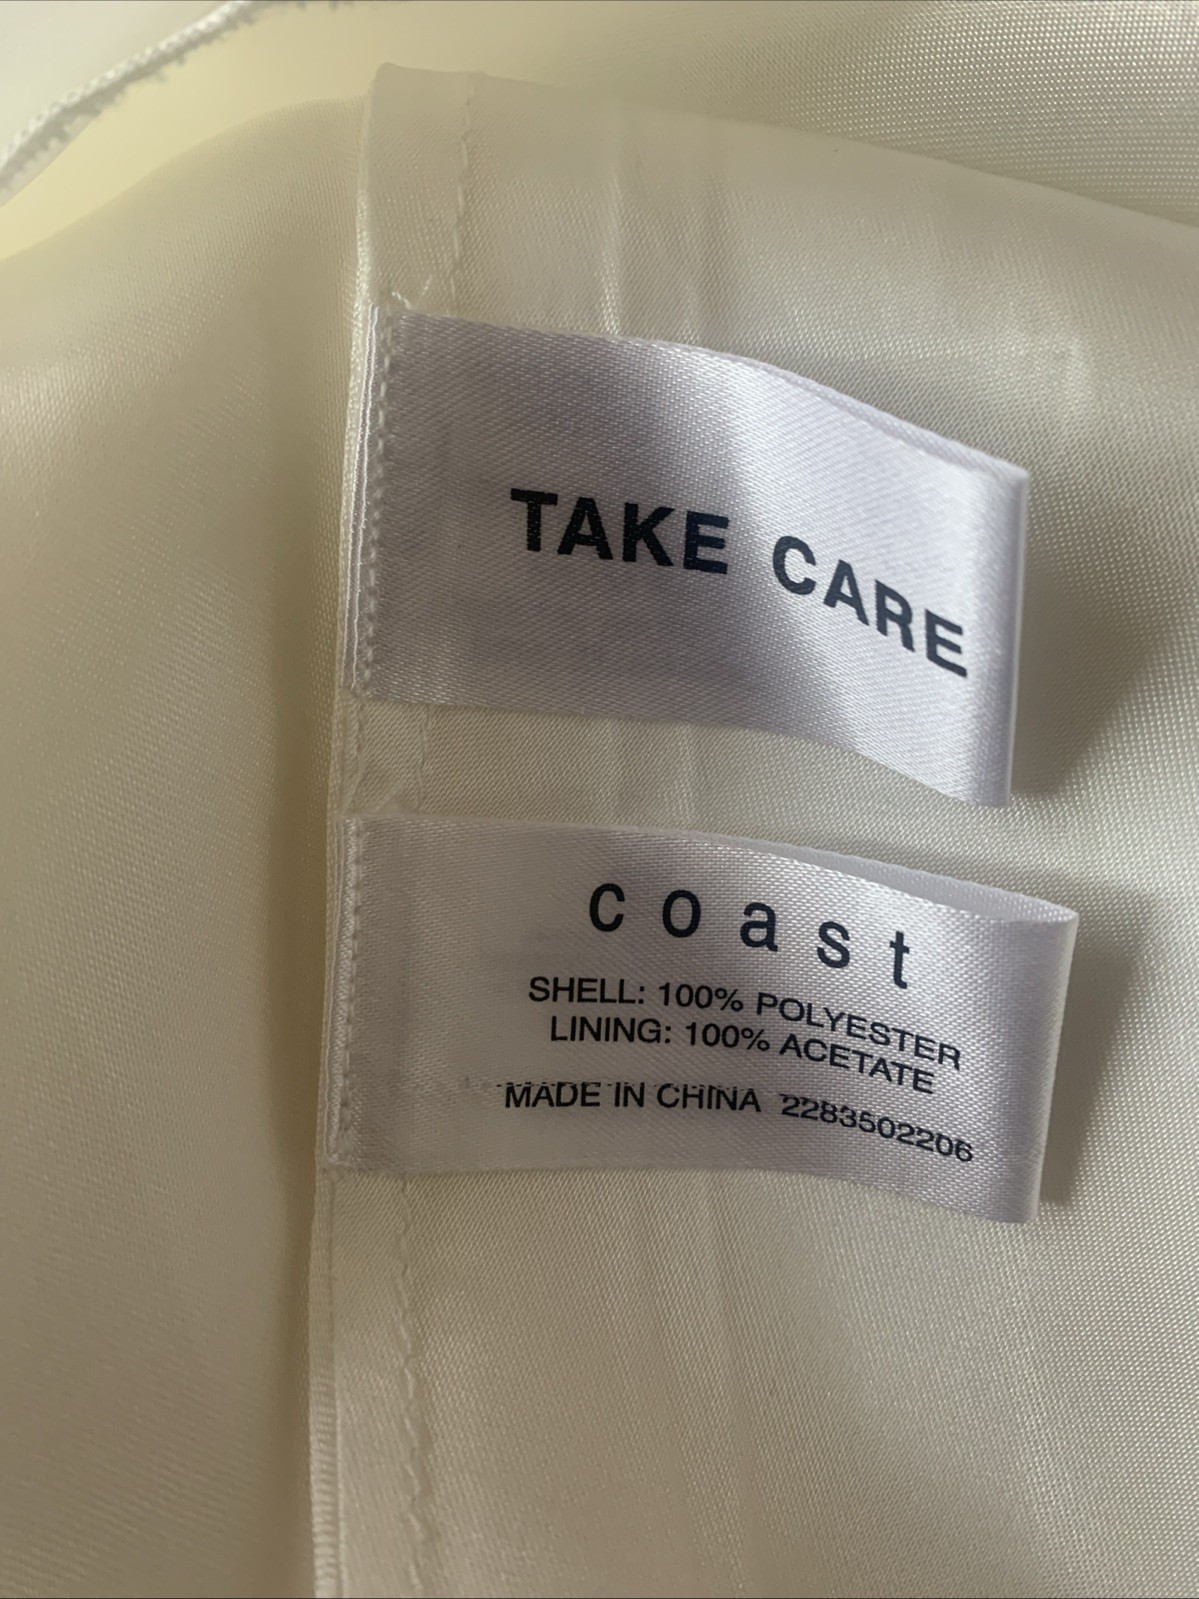 TAKE CARE
coast
SHELL: 100% POLYESTER
LINING: 100% ACETATE
MADE IN CHINA 2283502206